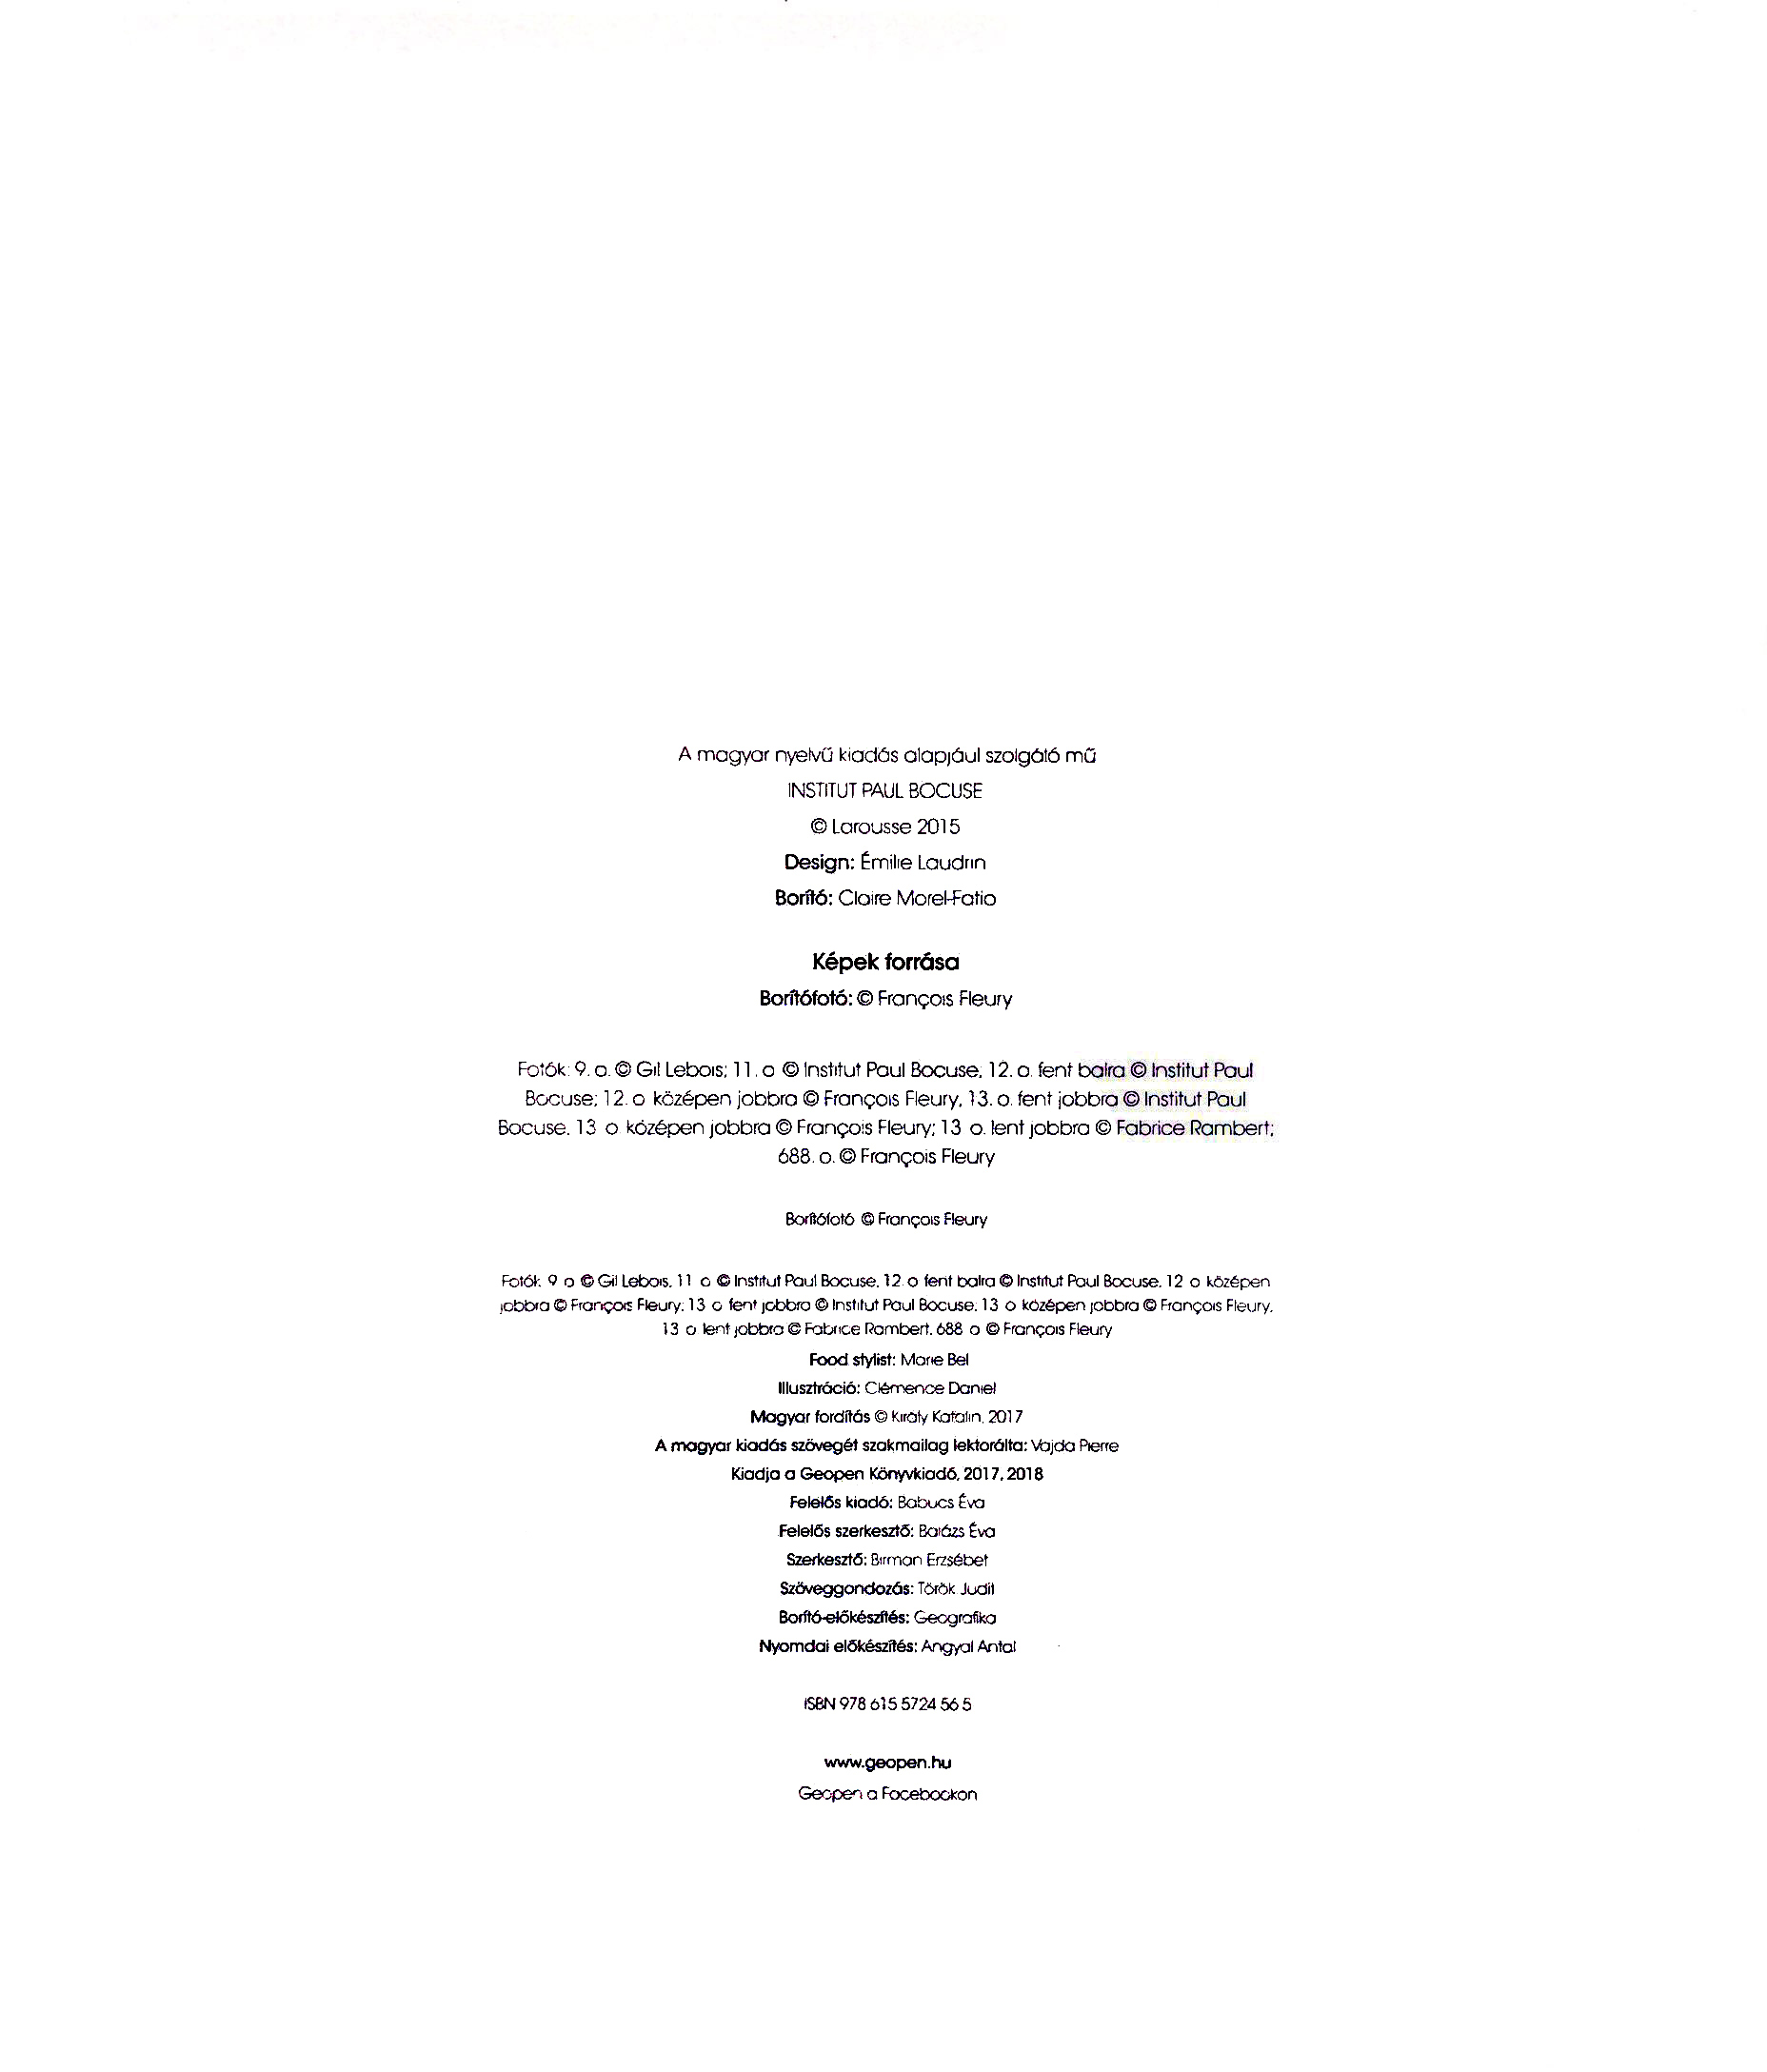 A magyar nyelvű kiadás alapjául szolgáló mű
INSTITUT PAUL BOCUSE
© Larousse 2015
Design: Émilie Laudrin
Borító: Claire Morel-Fatio
Képek forrása
Borítófotó: © François Fleury
Fotók: 9. o. © Gil Lebois; 11. o © Institut Paul Bocuse; 12. o. fent balra © Institut Paul
Bocuse; 12. o középen jobbra © François Fleury, 13. o. fent jobbra © Institut Paul
Bocuse. 13 o középen jobbra © François Fleury; 13 o. lent jobbra © Fabrice Rambert;
688. o. © François Fleury
Borítófotó © François Fleury
Fotók 9 o © Gil Lebois. 11 o © Institut Paul Bocuse. 12 o fent balra © Institut Paul Bocuse. 12 o középen
jobbra © François Fleury; 13 o fent jobbra © Institut Paul Bocuse; 13 o középen jobbra © François Fleury.
13 o lent jobbra © Fabrice Rambert. 688 o © François Fleury
Food stylist: Marie Bel
Illusztráció: Clémence Daniel
Magyar fordítás © Király Katalin, 2017
A magyar kiadás szövegét szakmailag lektorálta: Vajda Pierre
Kiadja a Geopen Könyvkiadó, 2017, 2018
Felelős kiadó: Babucs Éva
Felelős szerkesztő: Balázs Éva
Szerkesztő: Birman Erzsébet
Szöveggondozás: Török Judit
Borító-előkészítés: Geografika
Nyomdai előkészítés: Angyal Antal
ISBN 978 615 5724 56 5
www.geopen.hu
Geopen a Facebookon